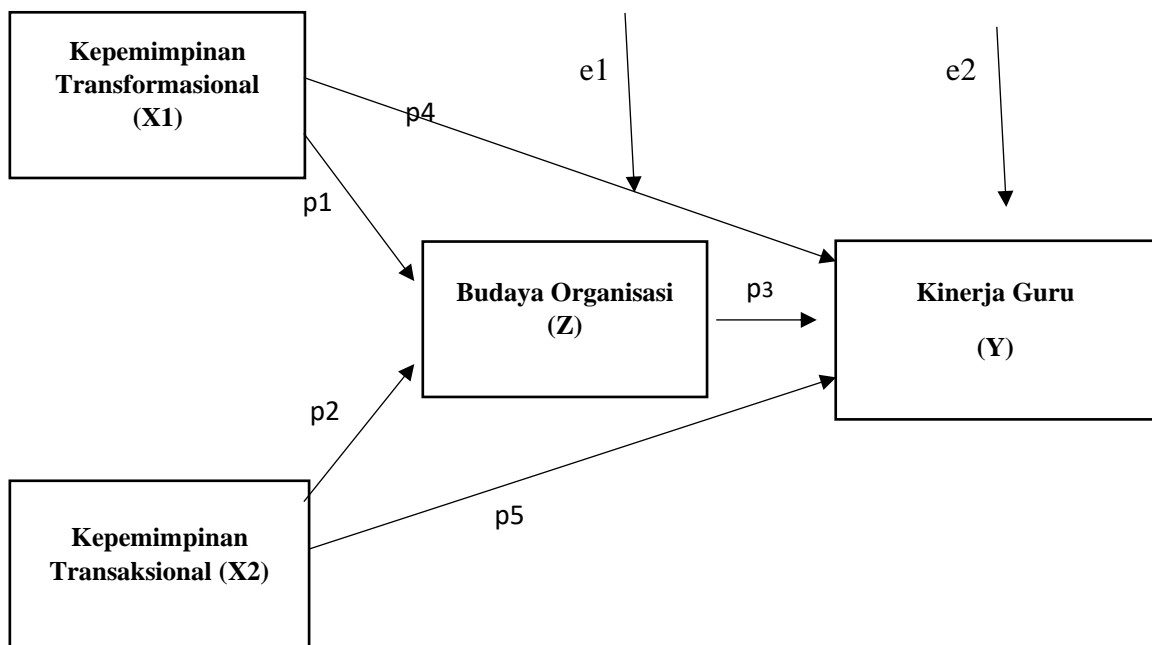 Kepemimpinan
Transformasional
(X1)
e1
e2
p4
p1
Budaya Organisasi
(Z)
p3
Kinerja Guru
(Y)
p2
p5
Kepemimpinan
Transaksional (X2)